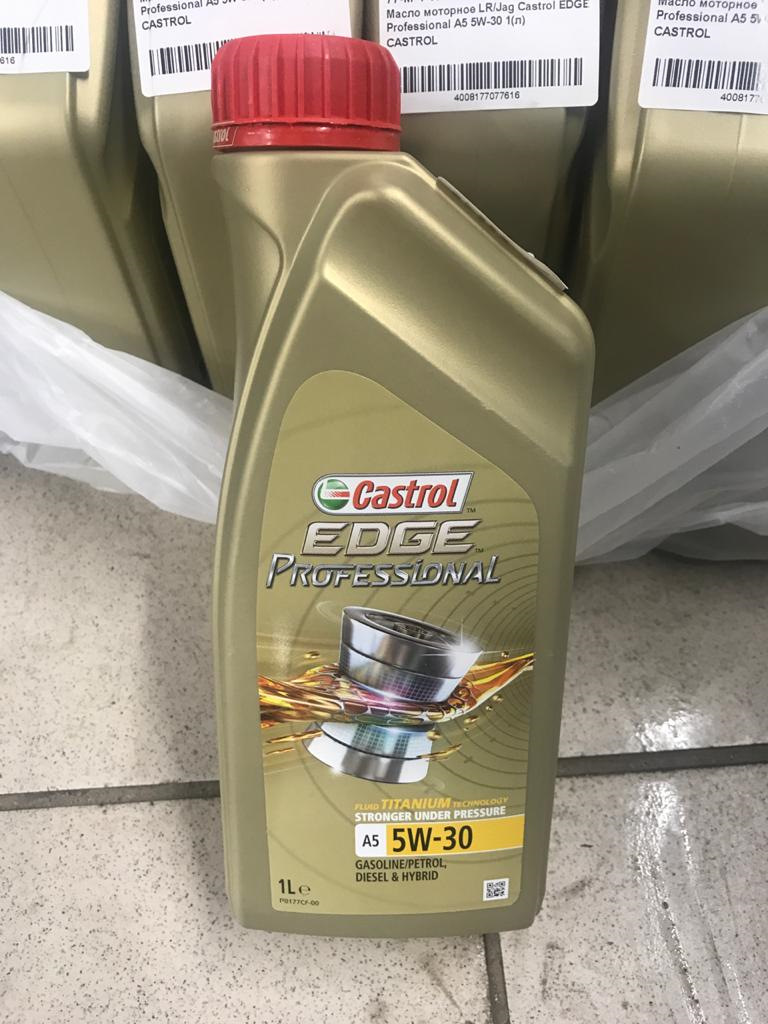 Professional A5 5W-
CASTROL
616
Масло моторное LR/Jag Castrol EDGE
Professional A5 5W-30 1(л)
CASTROL
4008177077616
Масло моторное
Professional A5 5W
CASTROL
4008177
Castrol
EDGE
PROFESSIONAL
FLUID TITANIUM TECHNOLOGY
STRONGER UNDER PRESSURE
A5 5W-30
GASOLINE/PETROL,
DIESEL & HYBRID
1L e